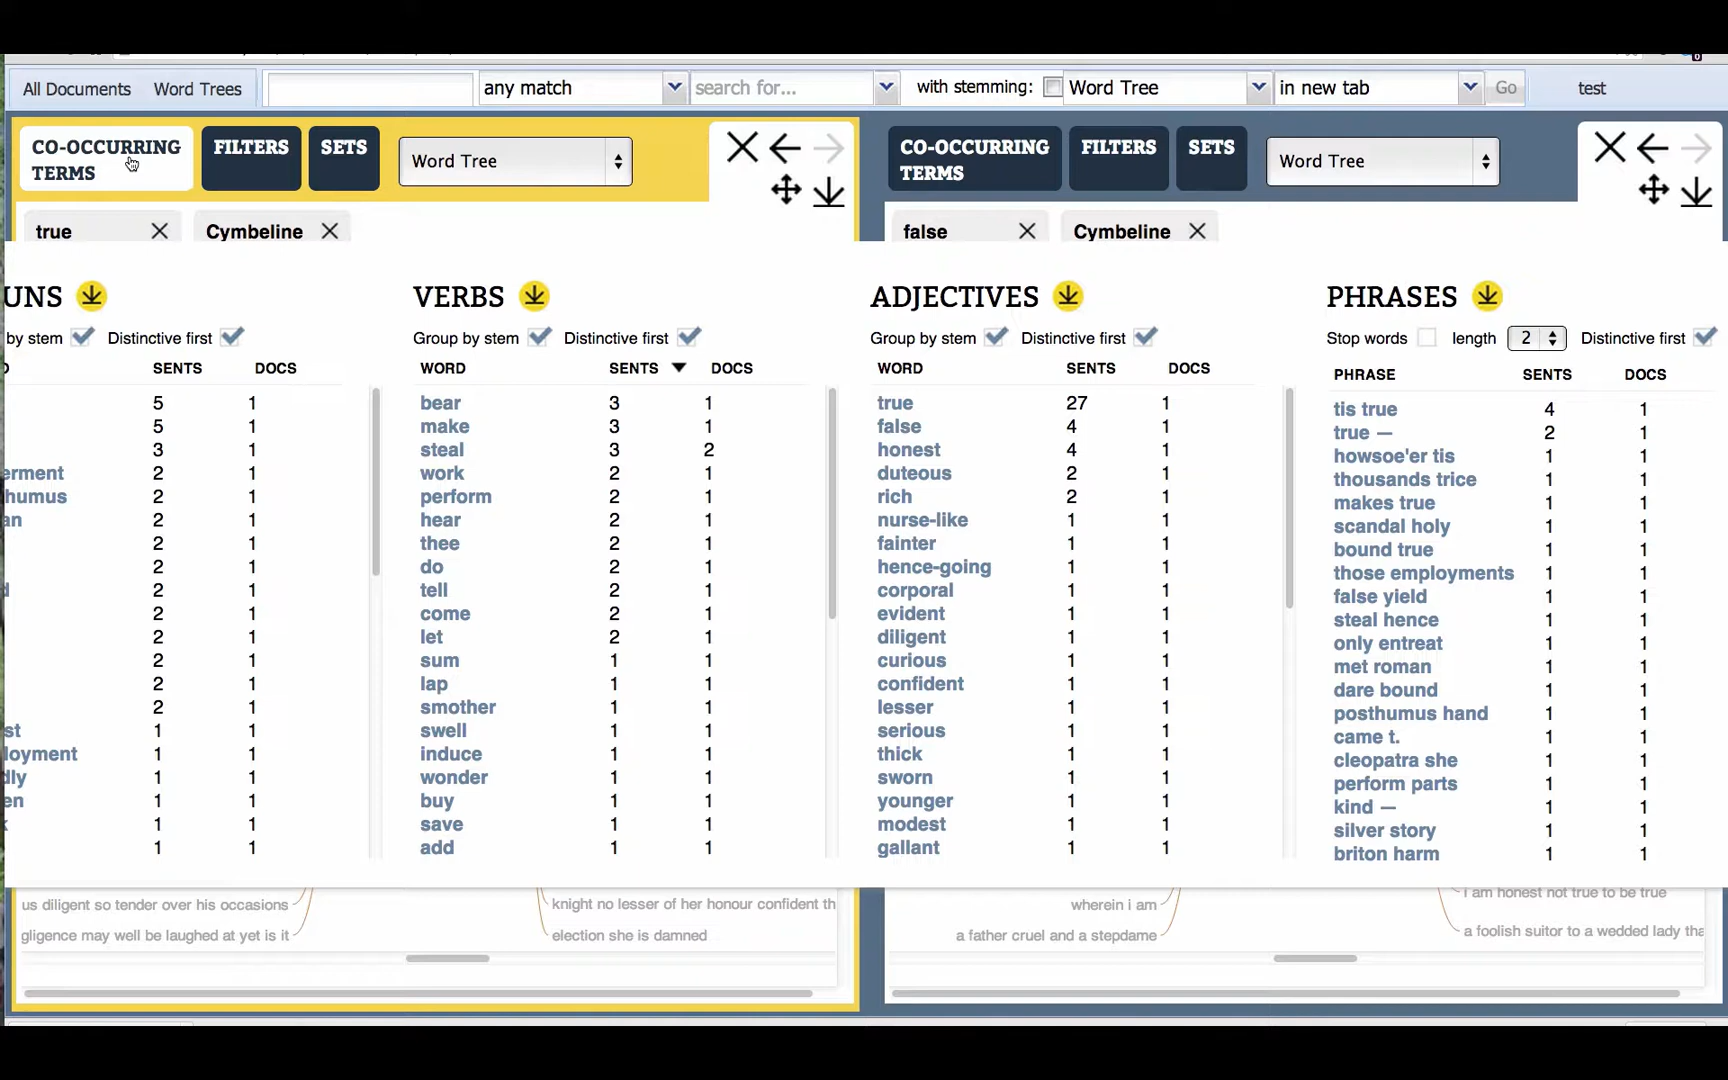 All Documents Word Trees any match search for... with stemming: Word Tree in new tab Go test
CO-OCCURRING TERMS FILTERS SETS Word Tree
CO-OCCURRING TERMS FILTERS SETS Word Tree
true Cymbeline
false Cymbeline
UNS
by stem Distinctive first
SENTS DOCS
5 1
5 1
3 1
erment 2 1
humus 2 1
an 2 1
2 1
2 1
d 2 1
2 1
2 1
2 1
2 1
2 1
st 1 1
loyment 1 1
dly 1 1
en 1 1
1 1
1 1
VERBS
Group by stem Distinctive first
WORD SENTS DOCS
bear 3 1
make 3 1
steal 3 2
work 2 1
perform 2 1
hear 2 1
thee 2 1
do 2 1
tell 2 1
come 2 1
let 2 1
sum 1 1
lap 1 1
smother 1 1
swell 1 1
induce 1 1
wonder 1 1
buy 1 1
save 1 1
add 1 1
ADJECTIVES
Group by stem Distinctive first
WORD SENTS DOCS
true 27 1
false 4 1
honest 4 1
duteous 2 1
rich 2 1
nurse-like 1 1
fainter 1 1
hence-going 1 1
corporal 1 1
evident 1 1
diligent 1 1
curious 1 1
confident 1 1
lesser 1 1
serious 1 1
thick 1 1
sworn 1 1
younger 1 1
modest 1 1
gallant 1 1
PHRASES
Stop words length 2 Distinctive first
PHRASE SENTS DOCS
tis true 4 1
true — 2 1
howsoe'er tis 1 1
thousands trice 1 1
makes true 1 1
scandal holy 1 1
bound true 1 1
those employments 1 1
false yield 1 1
steal hence 1 1
only entreat 1 1
met roman 1 1
dare bound 1 1
posthumus hand 1 1
came t. 1 1
cleopatra she 1 1
perform parts 1 1
kind — 1 1
silver story 1 1
briton harm 1 1
us diligent so tender over his occasions
gligence may well be laughed at yet is it
knight no lesser of her honour confident th
election she is damned
wherein i am
a father cruel and a stepdame
i am honest not true to be true
a foolish suitor to a wedded lady tha